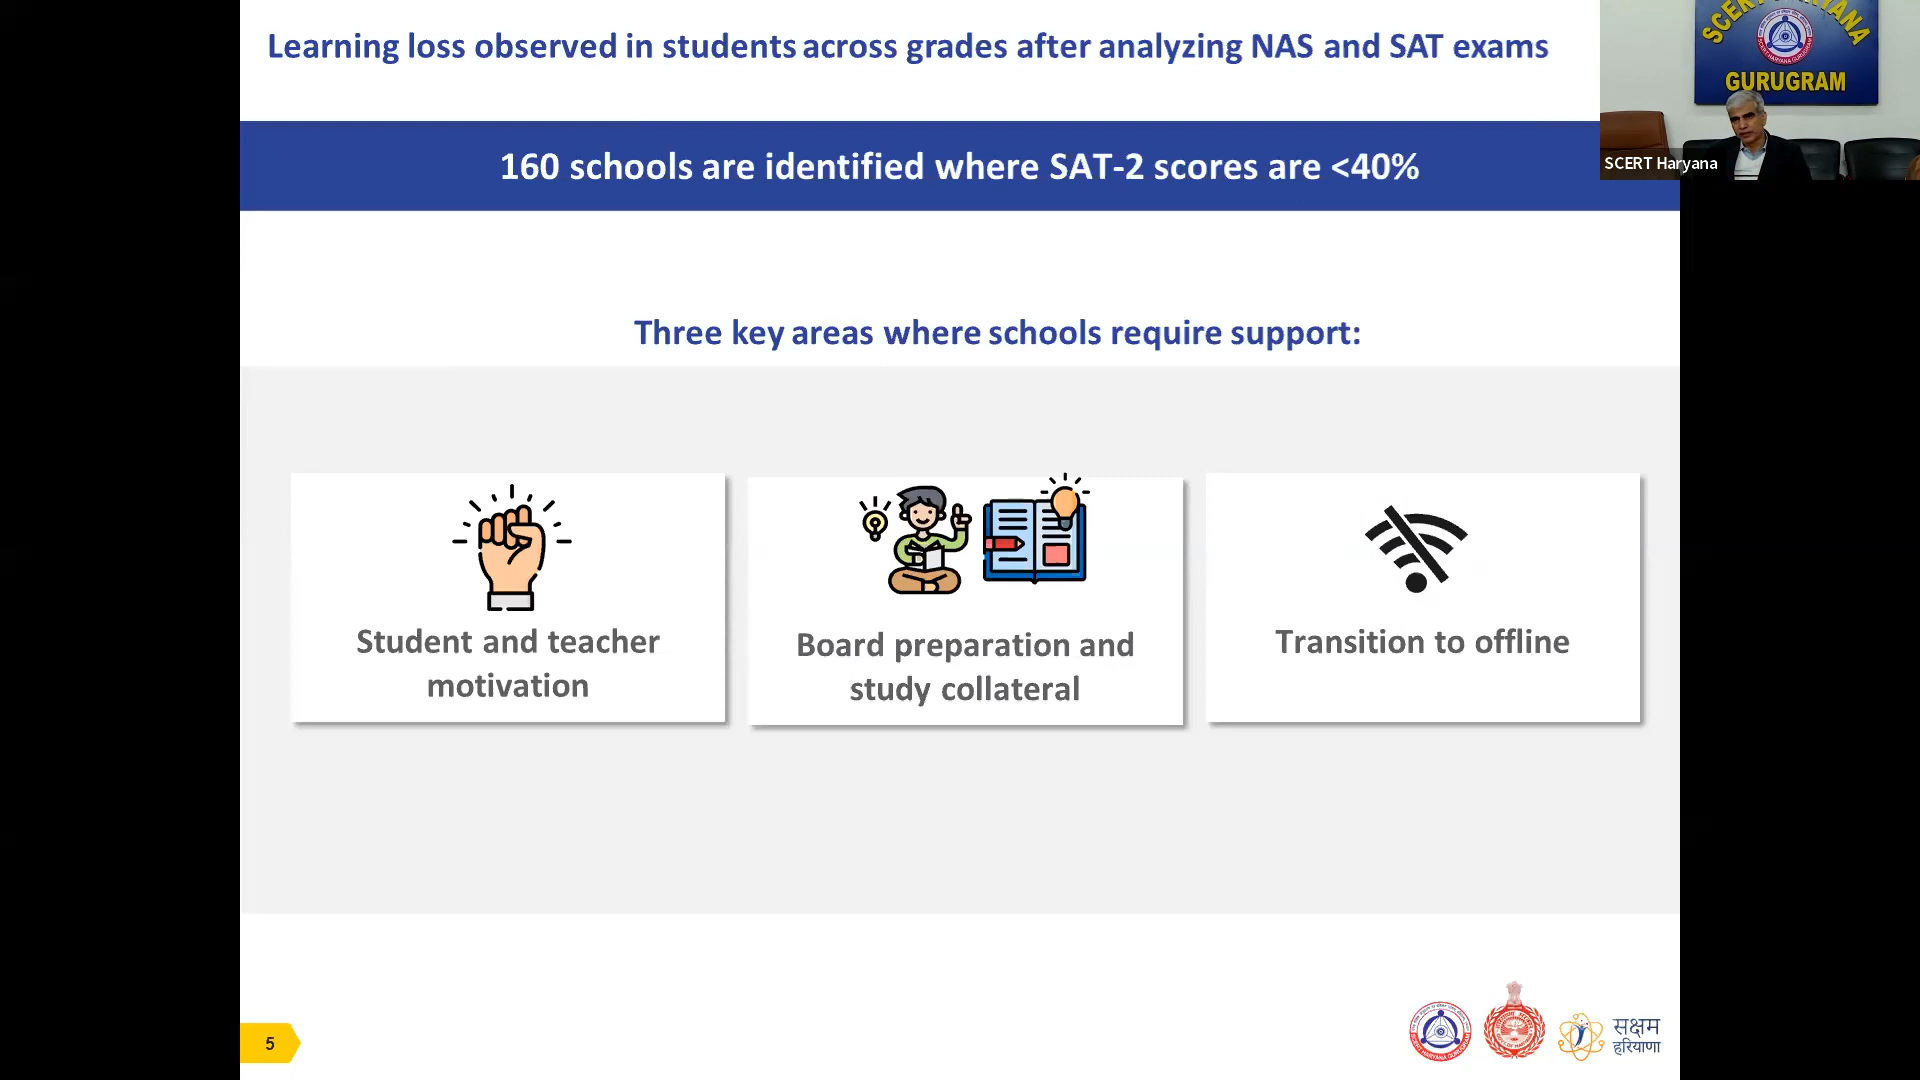 Learning loss observed in students across grades after analyzing NAS and SAT exams
SCERT HARYANA
GURUGRAM
SCERT Haryana
160 schools are identified where SAT-2 scores are <40%
Three key areas where schools require support:
Student and teacher
motivation
Board preparation and
study collateral
Transition to offline
5
सक्षम
हरियाणा